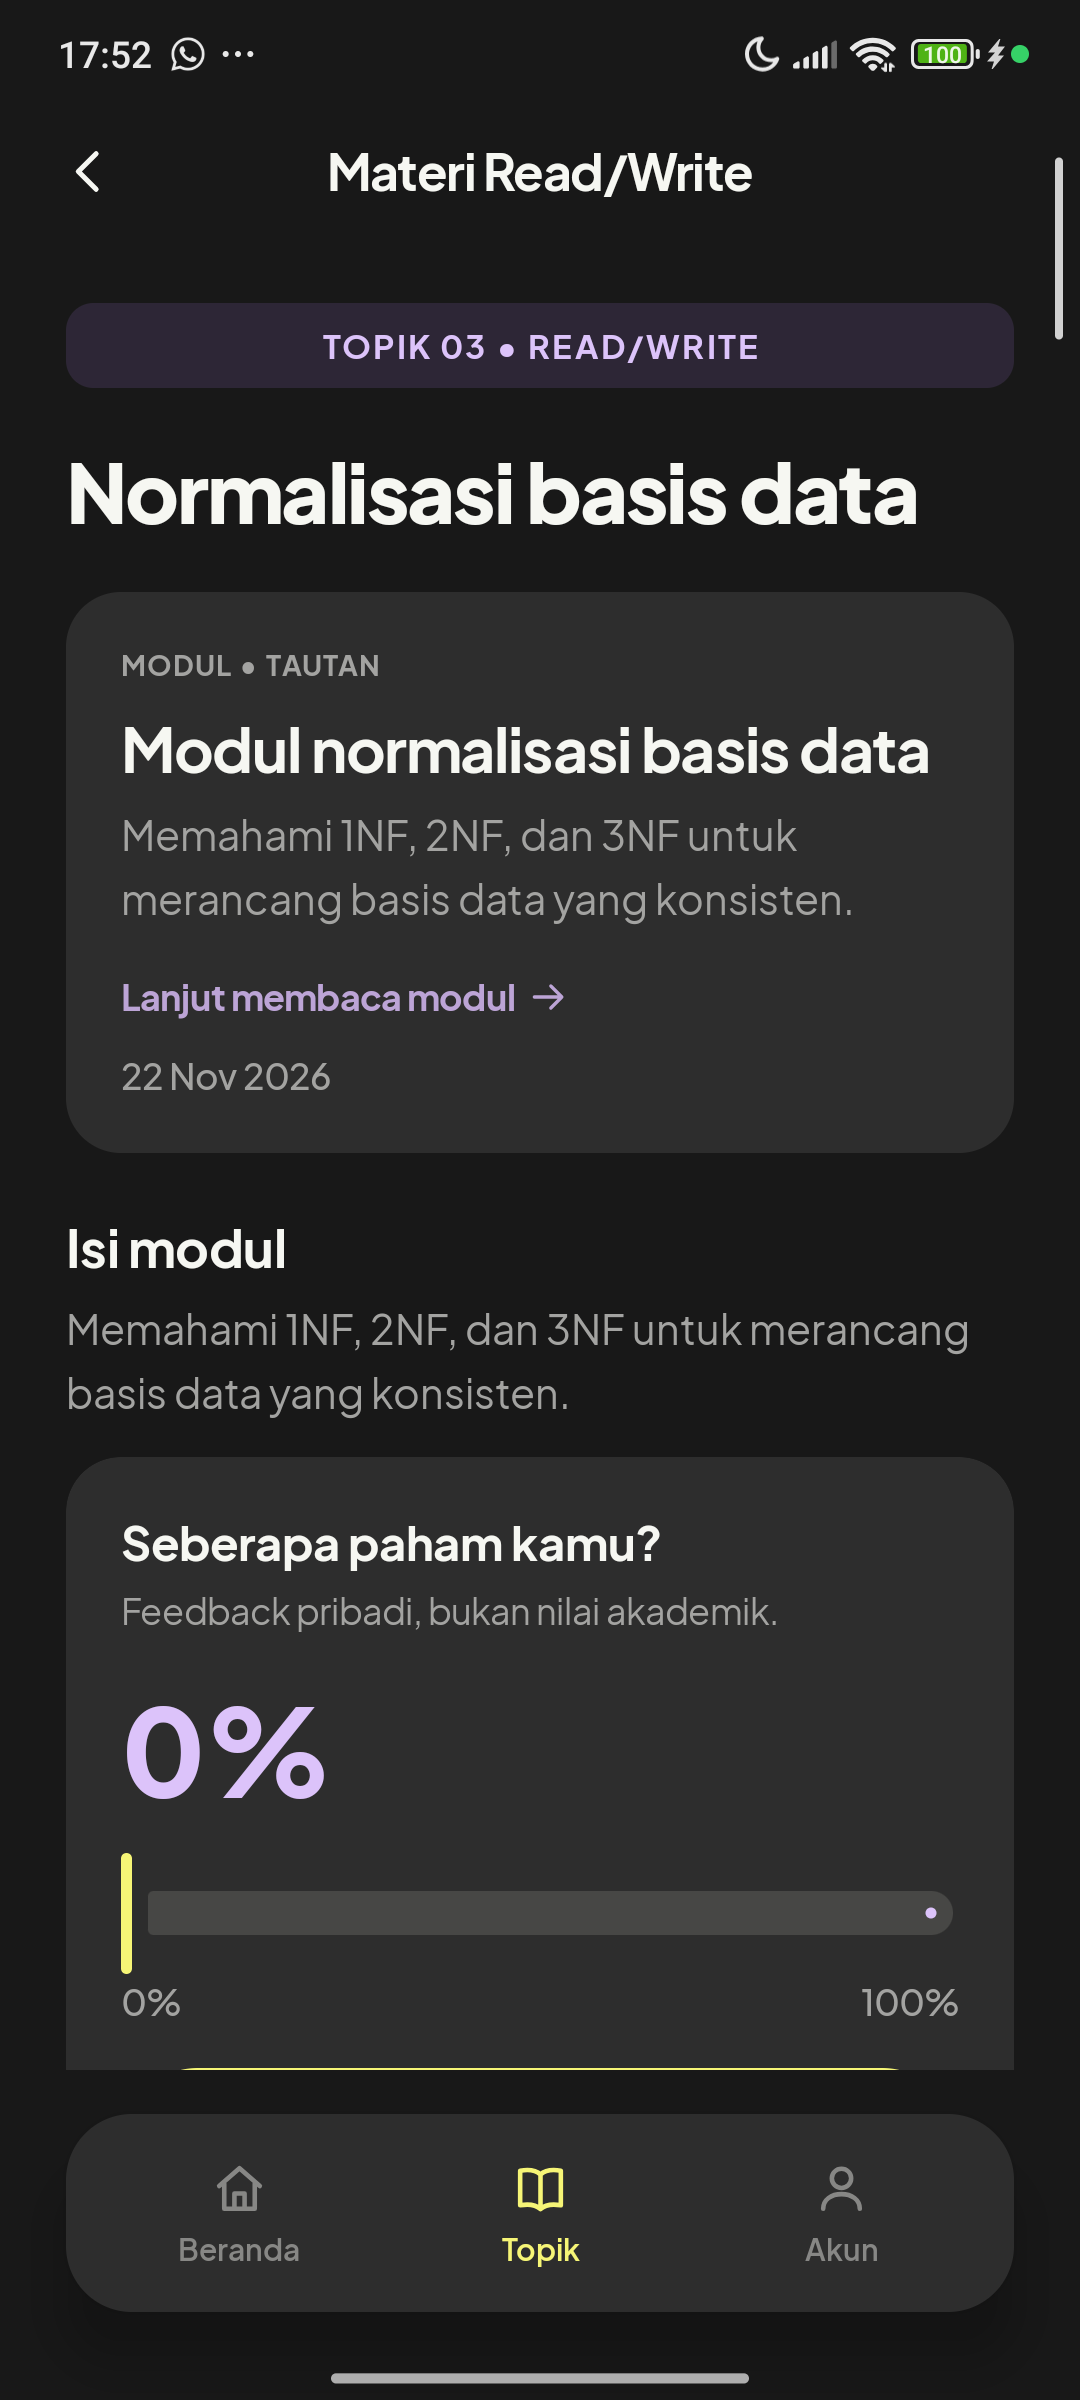 17:52
100
Materi Read/Write
TOPIK 03 • READ/WRITE
Normalisasi basis data
MODUL • TAUTAN
Modul normalisasi basis data
Memahami 1NF, 2NF, dan 3NF untuk
merancang basis data yang konsisten.
Lanjut membaca modul →
22 Nov 2026
Isi modul
Memahami 1NF, 2NF, dan 3NF untuk merancang
basis data yang konsisten.
Seberapa paham kamu?
Feedback pribadi, bukan nilai akademik.
0%
0% 100%
Beranda Topik Akun